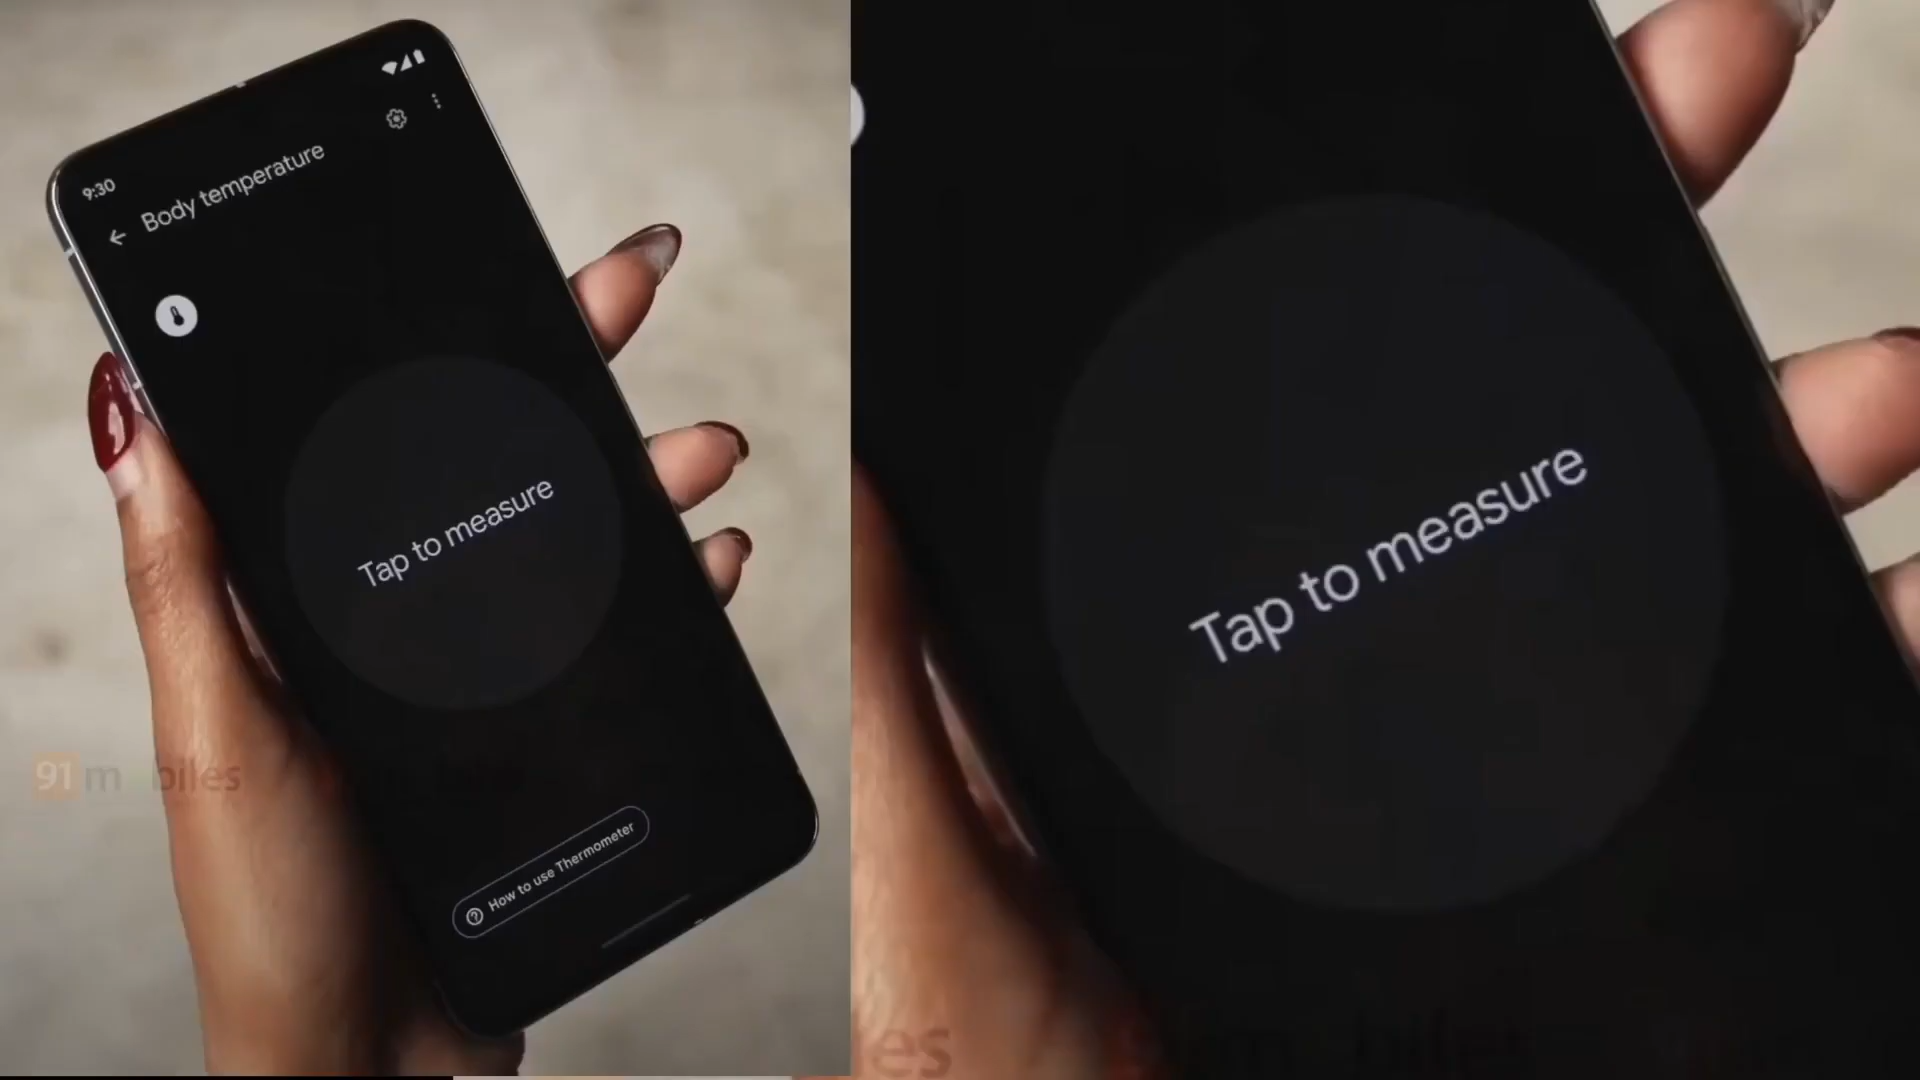 9:30
Body temperature
Tap to measure
How to use Thermometer
91mobiles
Tap to measure